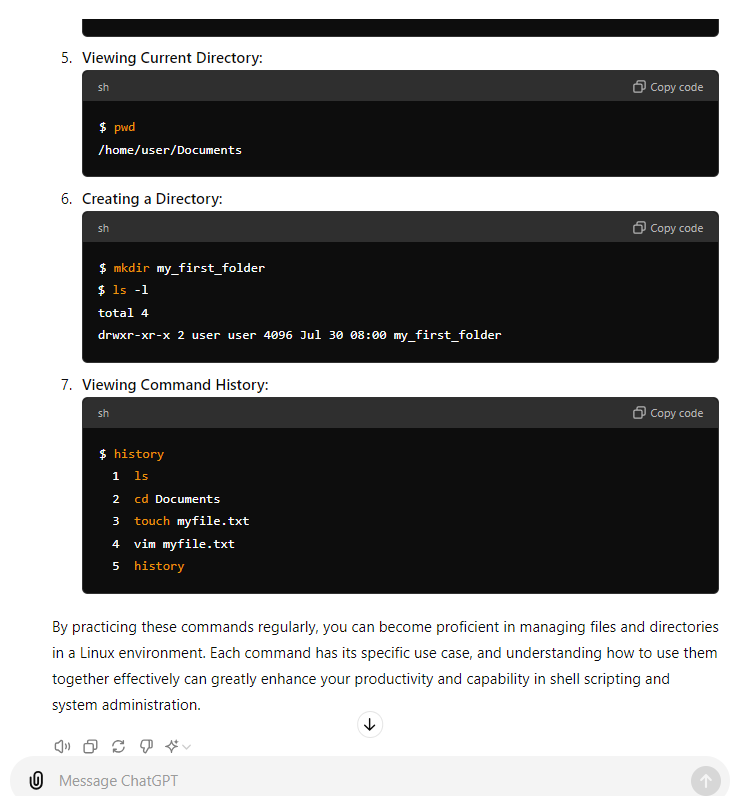 5. Viewing Current Directory:
sh Copy code
$ pwd
/home/user/Documents
6. Creating a Directory:
sh Copy code
$ mkdir my_first_folder
$ ls -l
total 4
drwxr-xr-x 2 user user 4096 Jul 30 08:00 my_first_folder
7. Viewing Command History:
sh Copy code
$ history
1 ls
2 cd Documents
3 touch myfile.txt
4 vim myfile.txt
5 history
By practicing these commands regularly, you can become proficient in managing files and directories
in a Linux environment. Each command has its specific use case, and understanding how to use them
together effectively can greatly enhance your productivity and capability in shell scripting and
system administration.
Message ChatGPT